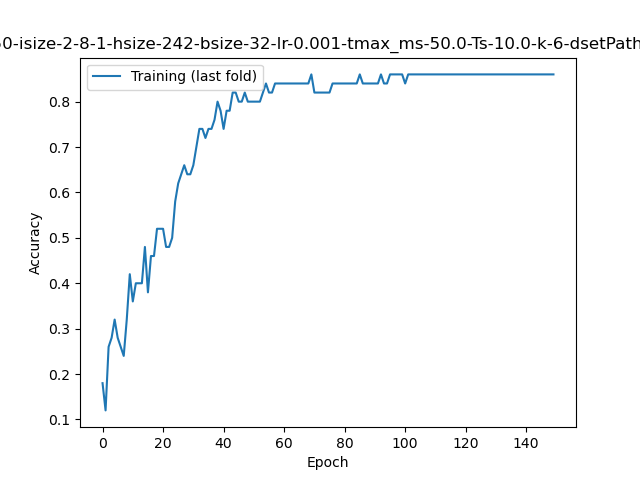 0-isize-2-8-1-hsize-242-bsize-32-lr-0.001-tmax_ms-50.0-Ts-10.0-k-6-dsetPath
Training (last fold)
0.8
0.7
0.6
0.5
0.4
0.3
0.2
0.1
Accuracy
0 20 40 60 80 100 120 140
Epoch